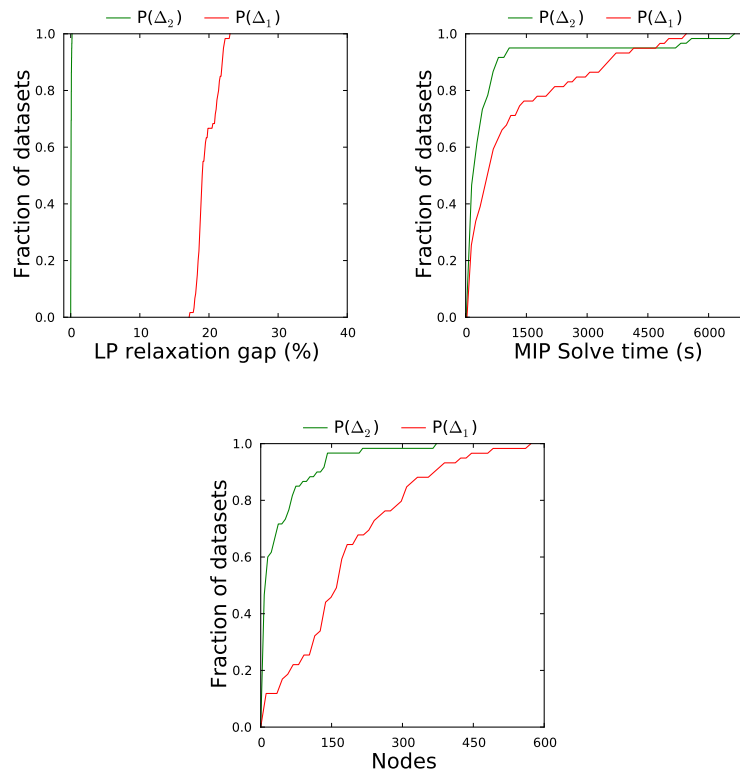 P(Δ₂) P(Δ₁)
1.0
0.8
0.6
0.4
0.2
0.0
Fraction of datasets
0 10 20 30 40
LP relaxation gap (%)
P(Δ₂) P(Δ₁)
1.0
0.8
0.6
0.4
0.2
0.0
Fraction of datasets
0 1500 3000 4500 6000
MIP Solve time (s)
P(Δ₂) P(Δ₁)
1.0
0.8
0.6
0.4
0.2
0.0
Fraction of datasets
0 150 300 450 600
Nodes